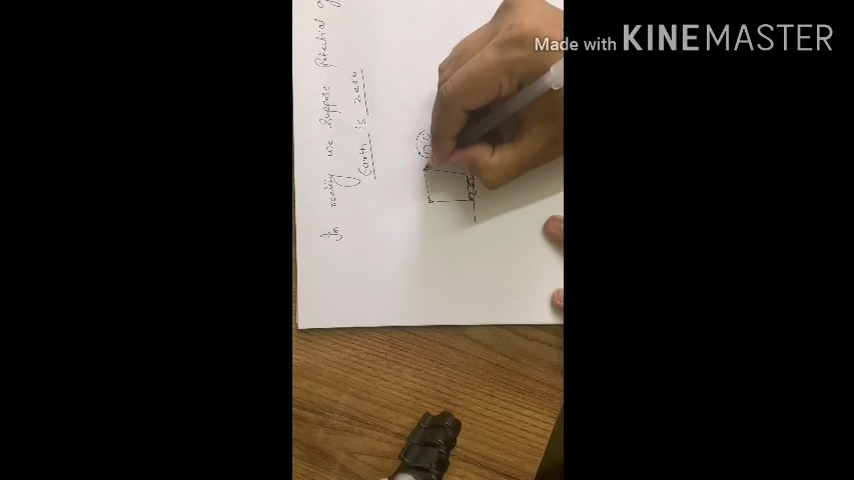 Made with KINEMASTER
In reality we suppose Potential of
Earth is zero